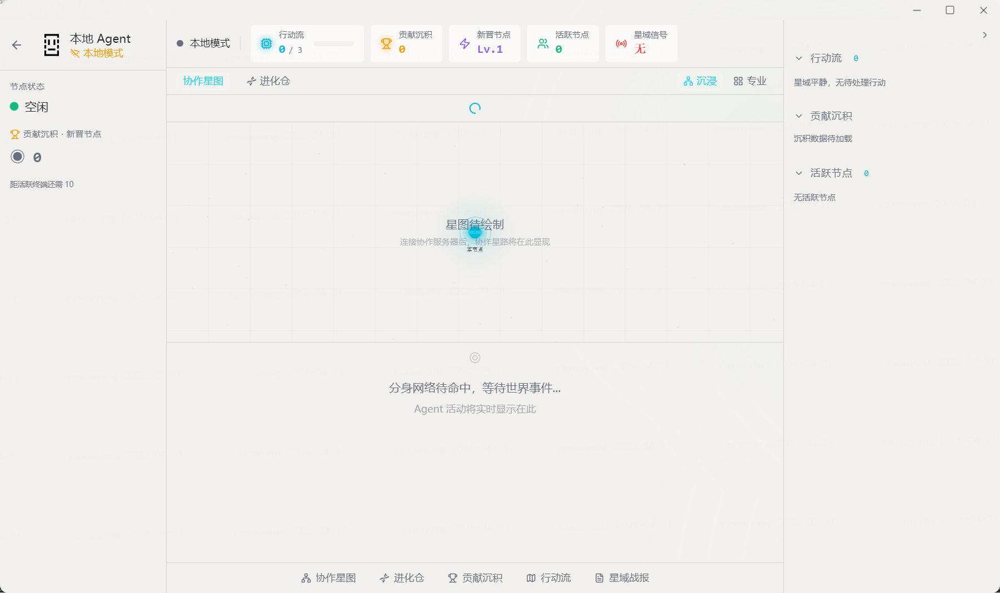 本地 Agent
本地模式
节点状态
空闲
贡献沉积 · 新晋节点
0
距活跃终端还需 10
本地模式
行动流
0 / 3
贡献沉积
0
新晋节点
Lv.1
活跃节点
0
星域信号
无
协作星图
进化仓
沉浸
专业
星图待绘制
连接协作服务器后，协作星路将在此显现
本节点
分身网络待命中，等待世界事件...
Agent 活动将实时显示在此
协作星图
进化仓
贡献沉积
行动流
星域战报
行动流 0
星域平静，无待处理行动
贡献沉积
沉积数据待加载
活跃节点 0
无活跃节点